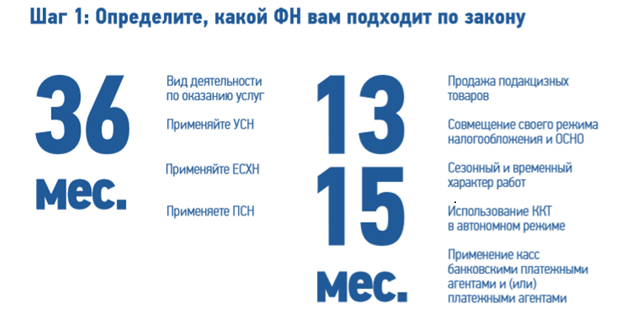 Шаг 1: Определите, какой ФН вам подходит по закону
36
мес.
Вид деятельности
по оказанию услуг
Применяйте УСН
Применяйте ЕСХН
Применяете ПСН
13
15
мес.
Продажа подакцизных
товаров
Совмещение своего режима
налогообложения и ОСНО
Сезонный и временный
характер работ
Использование ККТ
в автономном режиме
Применение касс
банковскими платежными
агентами и (или)
платежными агентами